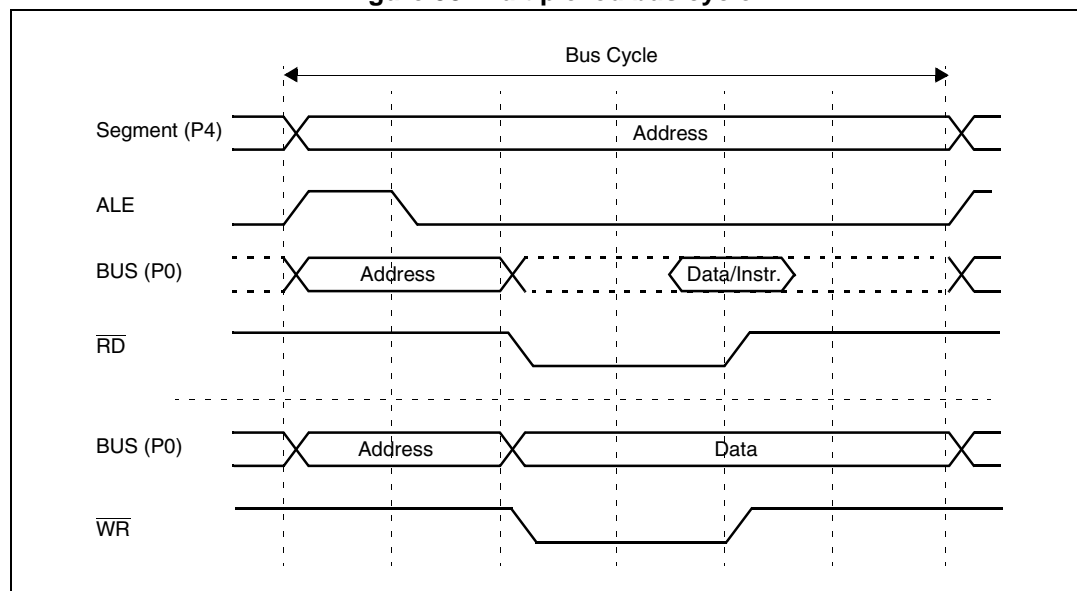 Bus Cycle
Segment (P4)
Address
ALE
BUS (P0)
Address
Data/Instr.
RD
BUS (P0)
Address
Data
WR